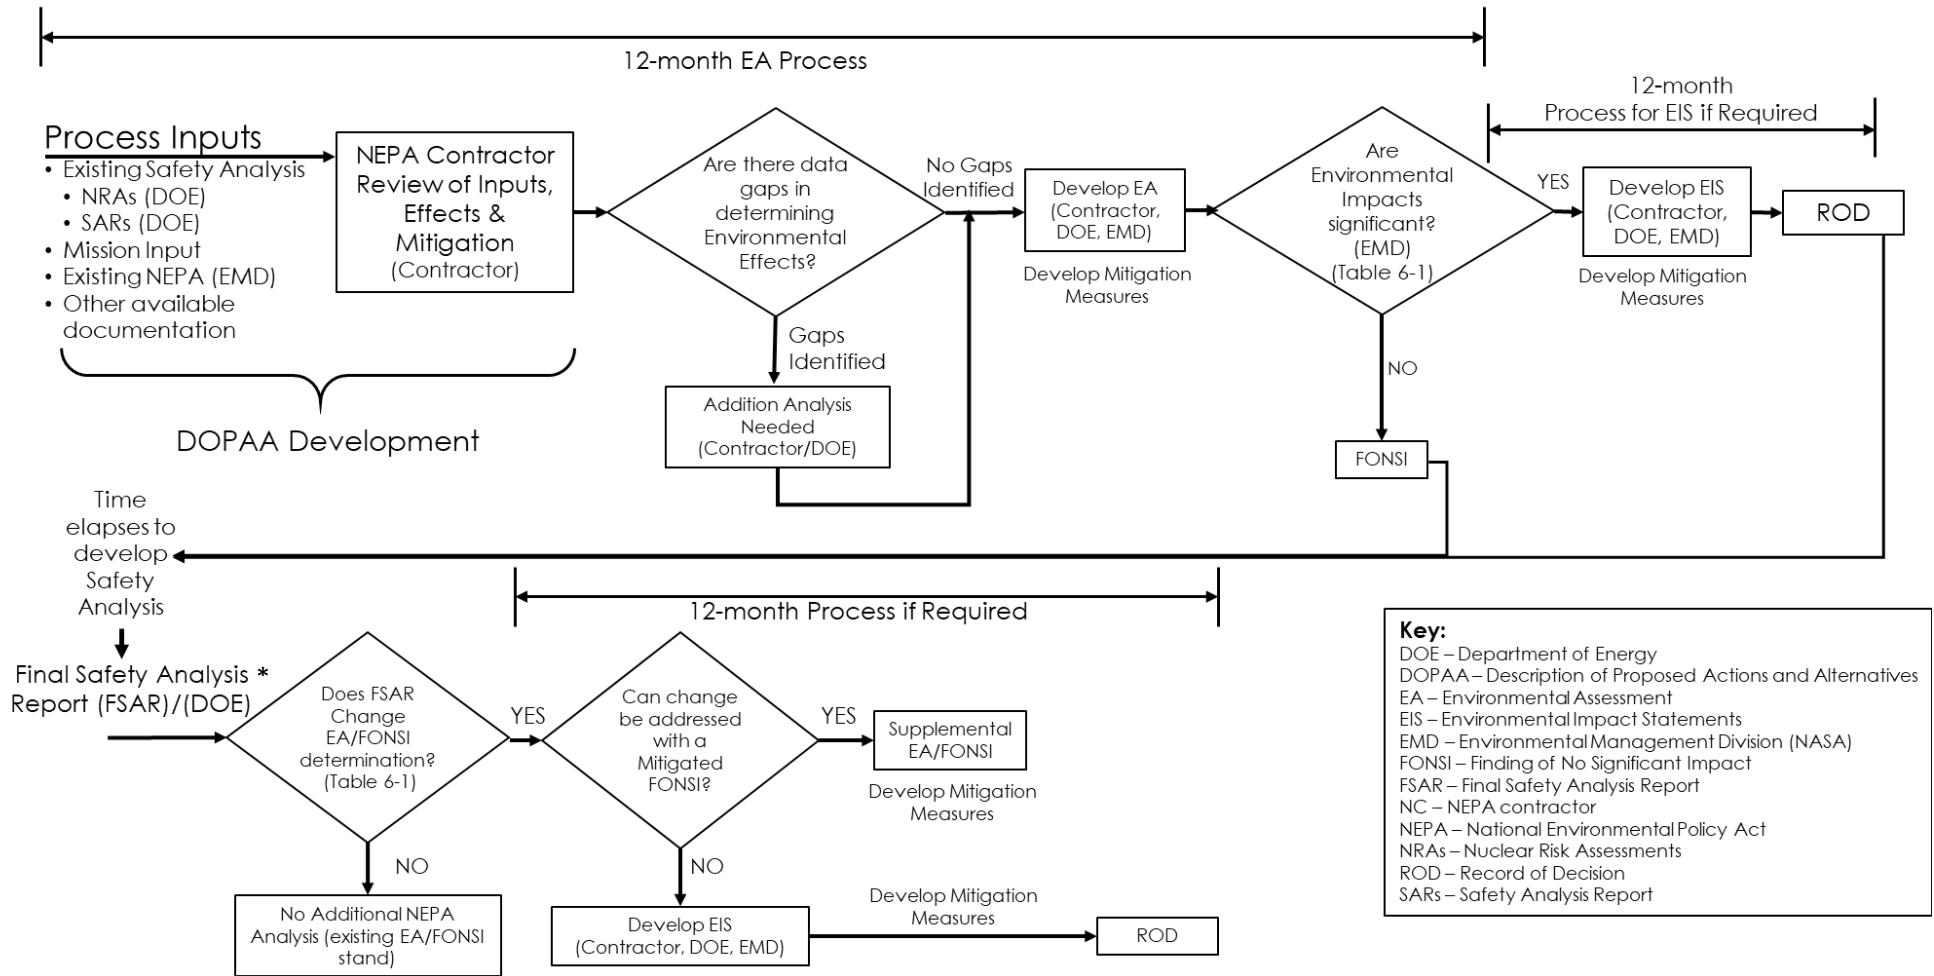 12-month EA Process
12-month
Process for EIS if Required
Process Inputs
• Existing Safety Analysis
• NRAs (DOE)
• SARs (DOE)
• Mission Input
• Existing NEPA (EMD)
• Other available
documentation
DOPAA Development
NEPA Contractor
Review of Inputs,
Effects &
Mitigation
(Contractor)
Are there data
gaps in
determining
Environmental
Effects?
No Gaps
Identified
Gaps
Identified
Addition Analysis
Needed
(Contractor/DOE)
Develop EA
(Contractor,
DOE, EMD)
Develop Mitigation
Measures
Are
Environmental
Impacts
significant?
(EMD)
(Table 6-1)
YES
NO
FONSI
Develop EIS
(Contractor,
DOE, EMD)
Develop Mitigation
Measures
ROD
Time
elapses to
develop
Safety
Analysis
Final Safety Analysis *
Report (FSAR)/(DOE)
12-month Process if Required
Does FSAR
Change
EA/FONSI
determination?
(Table 6-1)
YES
NO
No Additional NEPA
Analysis (existing EA/FONSI
stand)
Can change
be addressed
with a
Mitigated
FONSI?
YES
Supplemental
EA/FONSI
Develop Mitigation
Measures
NO
Develop EIS
(Contractor, DOE, EMD)
Develop Mitigation
Measures
ROD
Key:
DOE – Department of Energy
DOPAA – Description of Proposed Actions and Alternatives
EA – Environmental Assessment
EIS – Environmental Impact Statements
EMD – Environmental Management Division (NASA)
FONSI – Finding of No Significant Impact
FSAR – Final Safety Analysis Report
NC – NEPA contractor
NEPA – National Environmental Policy Act
NRAs – Nuclear Risk Assessments
ROD – Record of Decision
SARs – Safety Analysis Report